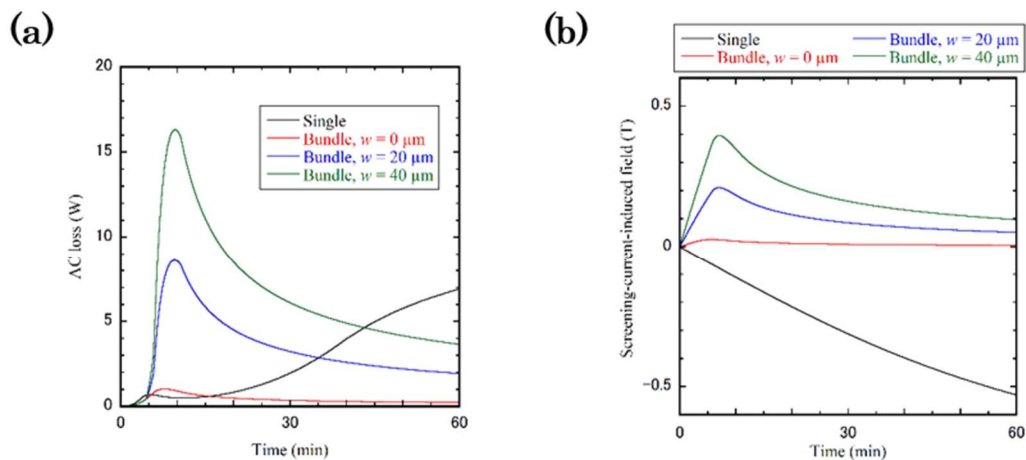 (a)
20
15
10
5
0
AC loss (W)
Single
Bundle, w = 0 μm
Bundle, w = 20 μm
Bundle, w = 40 μm
0 30 60
Time (min)
(b)
Single Bundle, w = 20 μm
Bundle, w = 0 μm Bundle, w = 40 μm
0.5
0
−0.5
Screening-current-induced field (T)
0 30 60
Time (min)